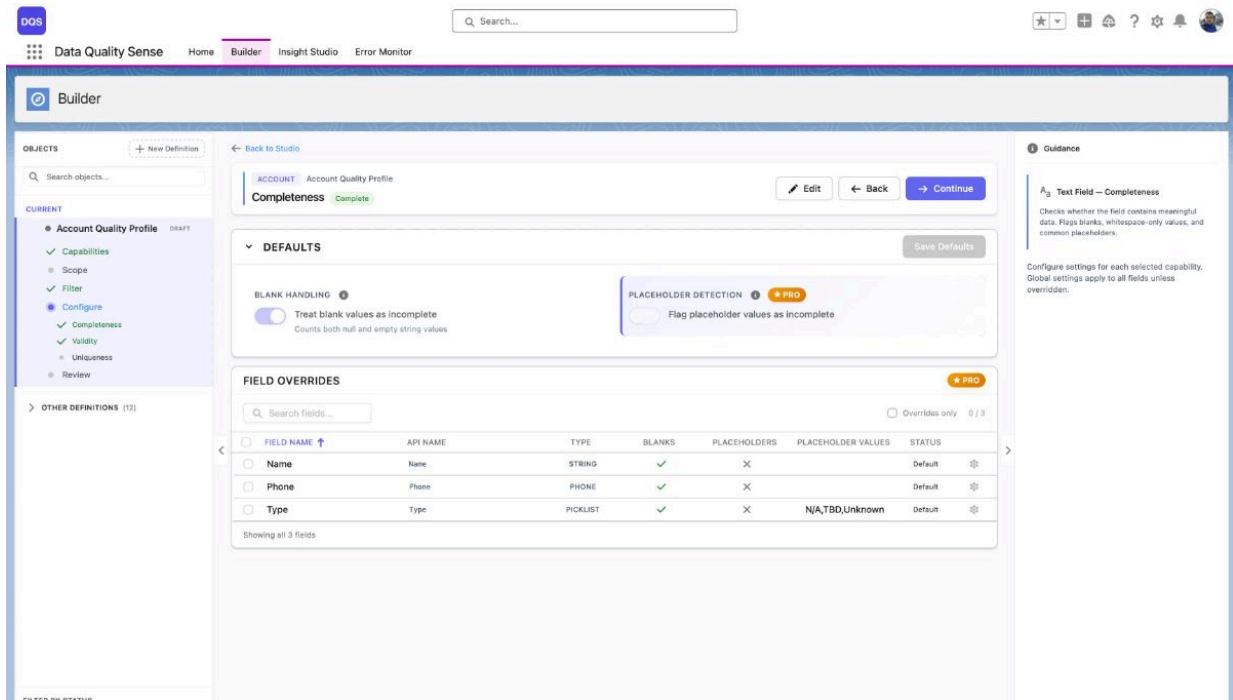 DQS
Search...
Data Quality Sense Home Builder Insight Studio Error Monitor
Builder
OBJECTS
New Definition
Search objects...
CURRENT
Account Quality Profile DRAFT
Capabilities
Scope
Filter
Configure
Completeness
Validity
Uniqueness
Review
OTHER DEFINITIONS (12)
Back to Studio
ACCOUNT Account Quality Profile
Completeness Complete
Edit Back Continue
DEFAULTS
Save Defaults
BLANK HANDLING
Treat blank values as incomplete
Counts both null and empty string values
PLACEHOLDER DETECTION PRO
Flag placeholder values as incomplete
FIELD OVERRIDES PRO
Search fields...
Overrides only 0 / 3
FIELD NAME API NAME TYPE BLANKS PLACEHOLDERS PLACEHOLDER VALUES STATUS
Name Name STRING Default
Phone Phone PHONE Default
Type Type PICKLIST N/A,TBD,Unknown Default
Showing all 3 fields
Guidance
Aa Text Field — Completeness
Checks whether the field contains meaningful
data. Flags blanks, whitespace-only values, and
common placeholders.
Configure settings for each selected capability.
Global settings apply to all fields unless
overridden.
FILTER BY STATUS